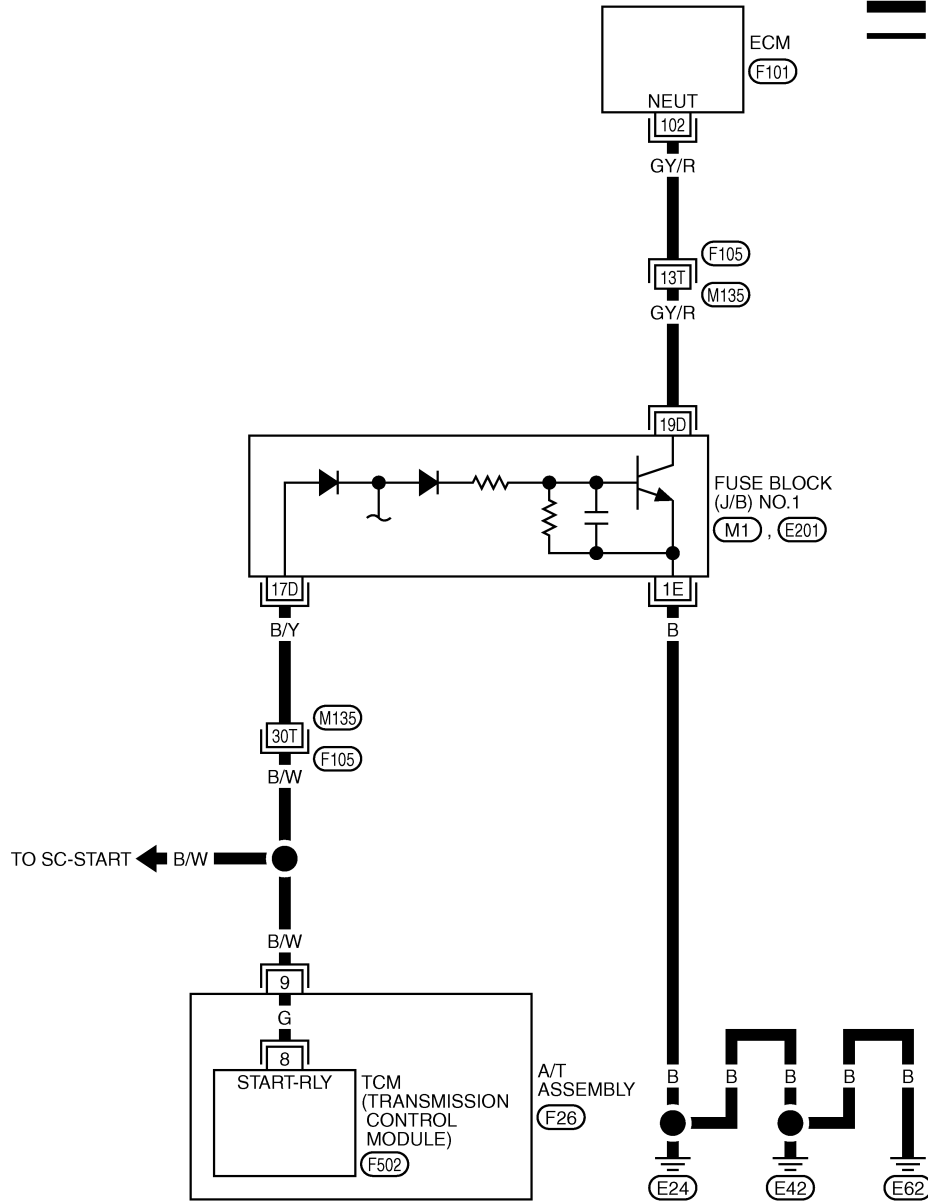 ECM
F101
NEUT
102
GY/R
F105
13T
M135
GY/R
19D
FUSE BLOCK
(J/B) NO.1
M1 , E201
17D
1E
B/Y
B
M135
30T
F105
B/W
TO SC-START
B/W
B/W
9
G
8
START-RLY
TCM
(TRANSMISSION
CONTROL
MODULE)
F502
A/T
ASSEMBLY
F26
B
B
B
B
B
E24
E42
E62